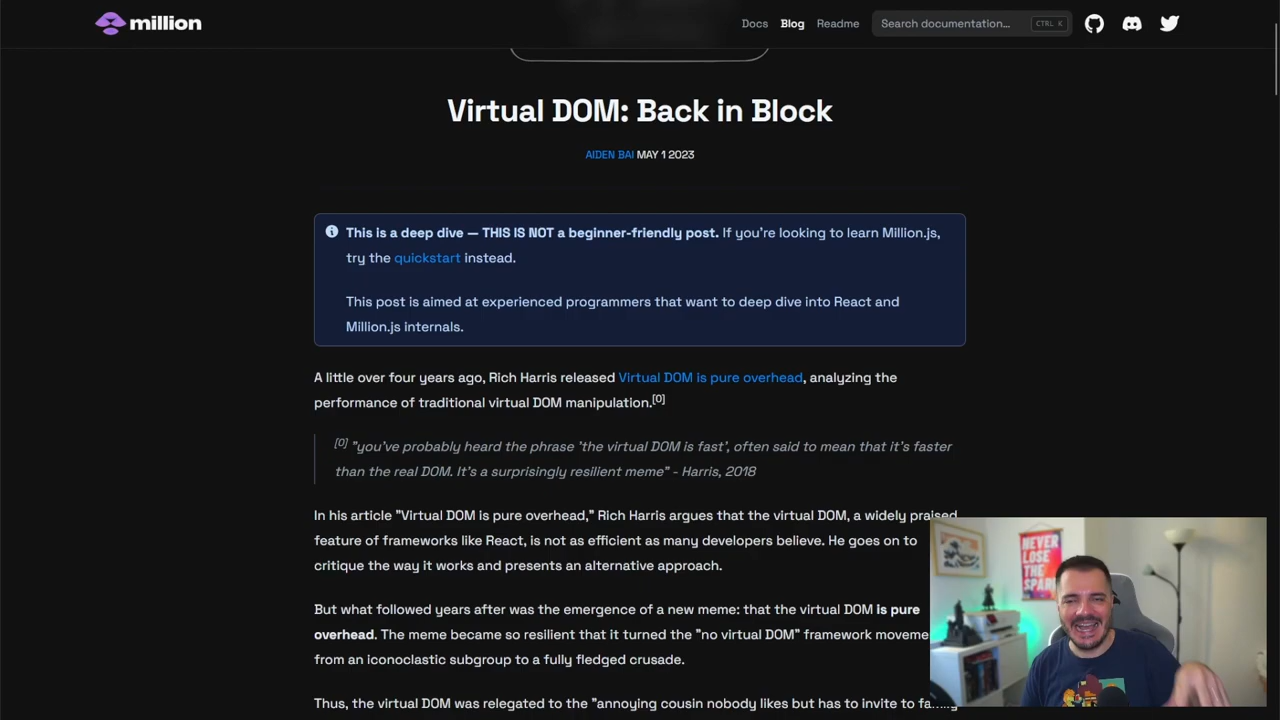 million
Docs
Blog
Readme
Search documentation...
CTRL K
Virtual DOM: Back in Block
AIDEN BAI MAY 1 2023
This is a deep dive — THIS IS NOT a beginner-friendly post. If you're looking to learn Million.js,
try the quickstart instead.
This post is aimed at experienced programmers that want to deep dive into React and
Million.js internals.
A little over four years ago, Rich Harris released Virtual DOM is pure overhead, analyzing the
performance of traditional virtual DOM manipulation.[0]
[0] "you've probably heard the phrase 'the virtual DOM is fast', often said to mean that it's faster
than the real DOM. It's a surprisingly resilient meme" - Harris, 2018
In his article "Virtual DOM is pure overhead," Rich Harris argues that the virtual DOM, a widely praised
feature of frameworks like React, is not as efficient as many developers believe. He goes on to
critique the way it works and presents an alternative approach.
But what followed years after was the emergence of a new meme: that the virtual DOM is pure
overhead. The meme became so resilient that it turned the "no virtual DOM" framework moveme
from an iconoclastic subgroup to a fully fledged crusade.
Thus, the virtual DOM was relegated to the "annoying cousin nobody likes but has to invite to family
NEVER
LOSE
THE
SPARK